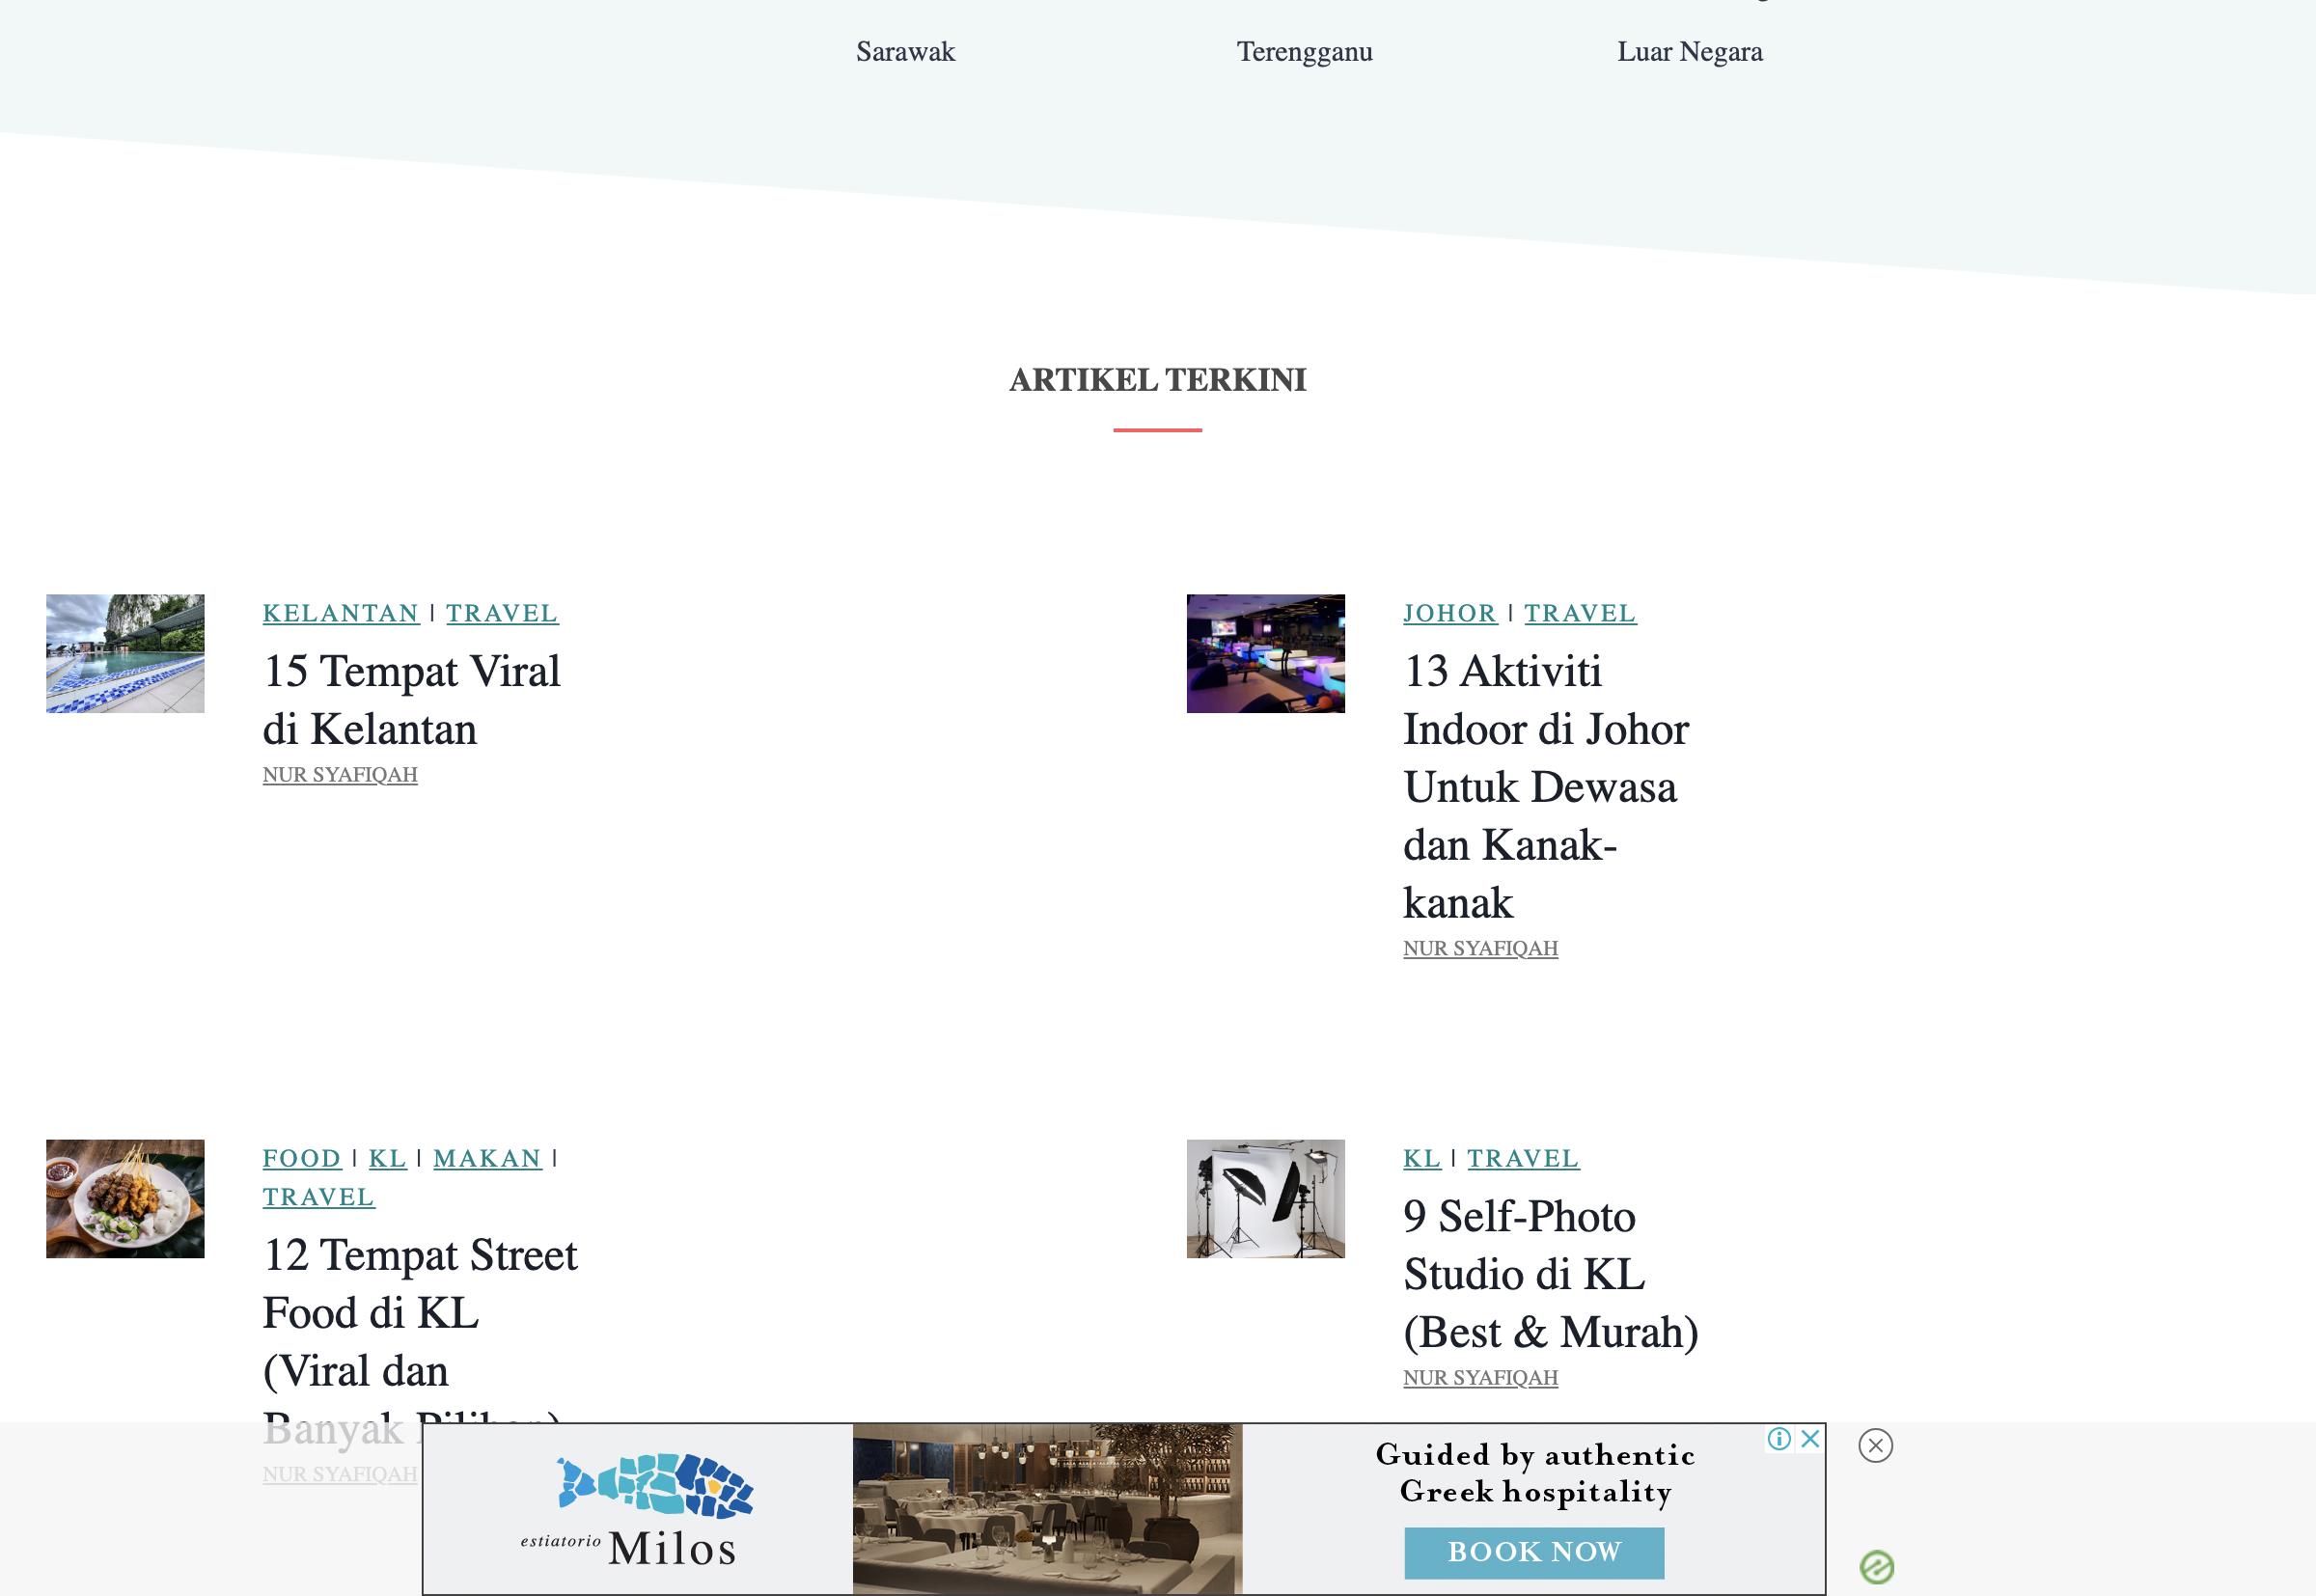 Sarawak
Terengganu
Luar Negara
ARTIKEL TERKINI
KELANTAN | TRAVEL
15 Tempat Viral
di Kelantan
NUR SYAFIQAH
JOHOR | TRAVEL
13 Aktiviti
Indoor di Johor
Untuk Dewasa
dan Kanak-
kanak
NUR SYAFIQAH
FOOD | KL | MAKAN |
TRAVEL
12 Tempat Street
Food di KL
(Viral dan
Banyak Pilihan)
NUR SYAFIQAH
KL | TRAVEL
9 Self-Photo
Studio di KL
(Best & Murah)
NUR SYAFIQAH
estiatorio Milos
Guided by authentic
Greek hospitality
BOOK NOW